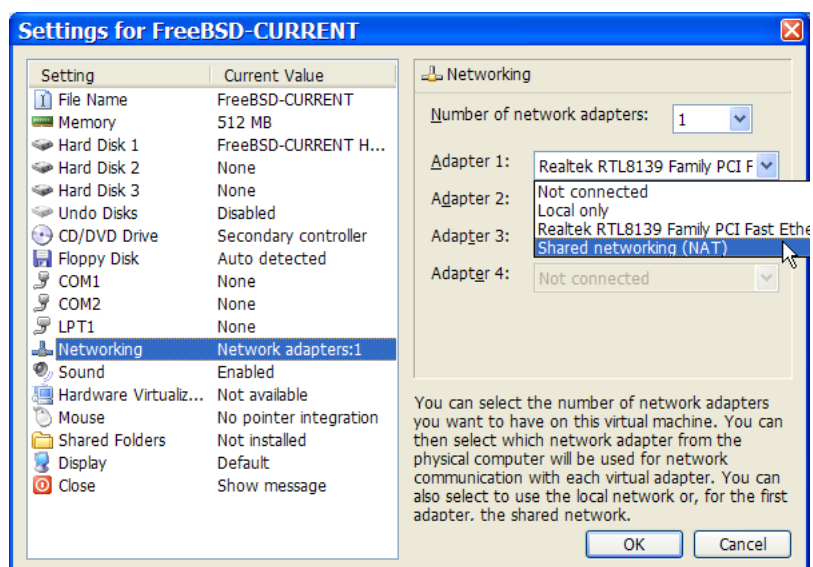 Settings for FreeBSD-CURRENT
Setting Current Value
File Name FreeBSD-CURRENT
Memory 512 MB
Hard Disk 1 FreeBSD-CURRENT H...
Hard Disk 2 None
Hard Disk 3 None
Undo Disks Disabled
CD/DVD Drive Secondary controller
Floppy Disk Auto detected
COM1 None
COM2 None
LPT1 None
Networking Network adapters:1
Sound Enabled
Hardware Virtualiz... Not available
Mouse No pointer integration
Shared Folders Not installed
Display Default
Close Show message
Networking
Number of network adapters: 1
Adapter 1: Realtek RTL8139 Family PCI F
Not connected
Local only
Realtek RTL8139 Family PCI Fast Ethe
Shared networking (NAT)
Adapter 2:
Adapter 3:
Adapter 4: Not connected
You can select the number of network adapters
you want to have on this virtual machine. You can
then select which network adapter from the
physical computer will be used for network
communication with each virtual adapter. You can
also select to use the local network or, for the first
adapter, the shared network.
OK Cancel